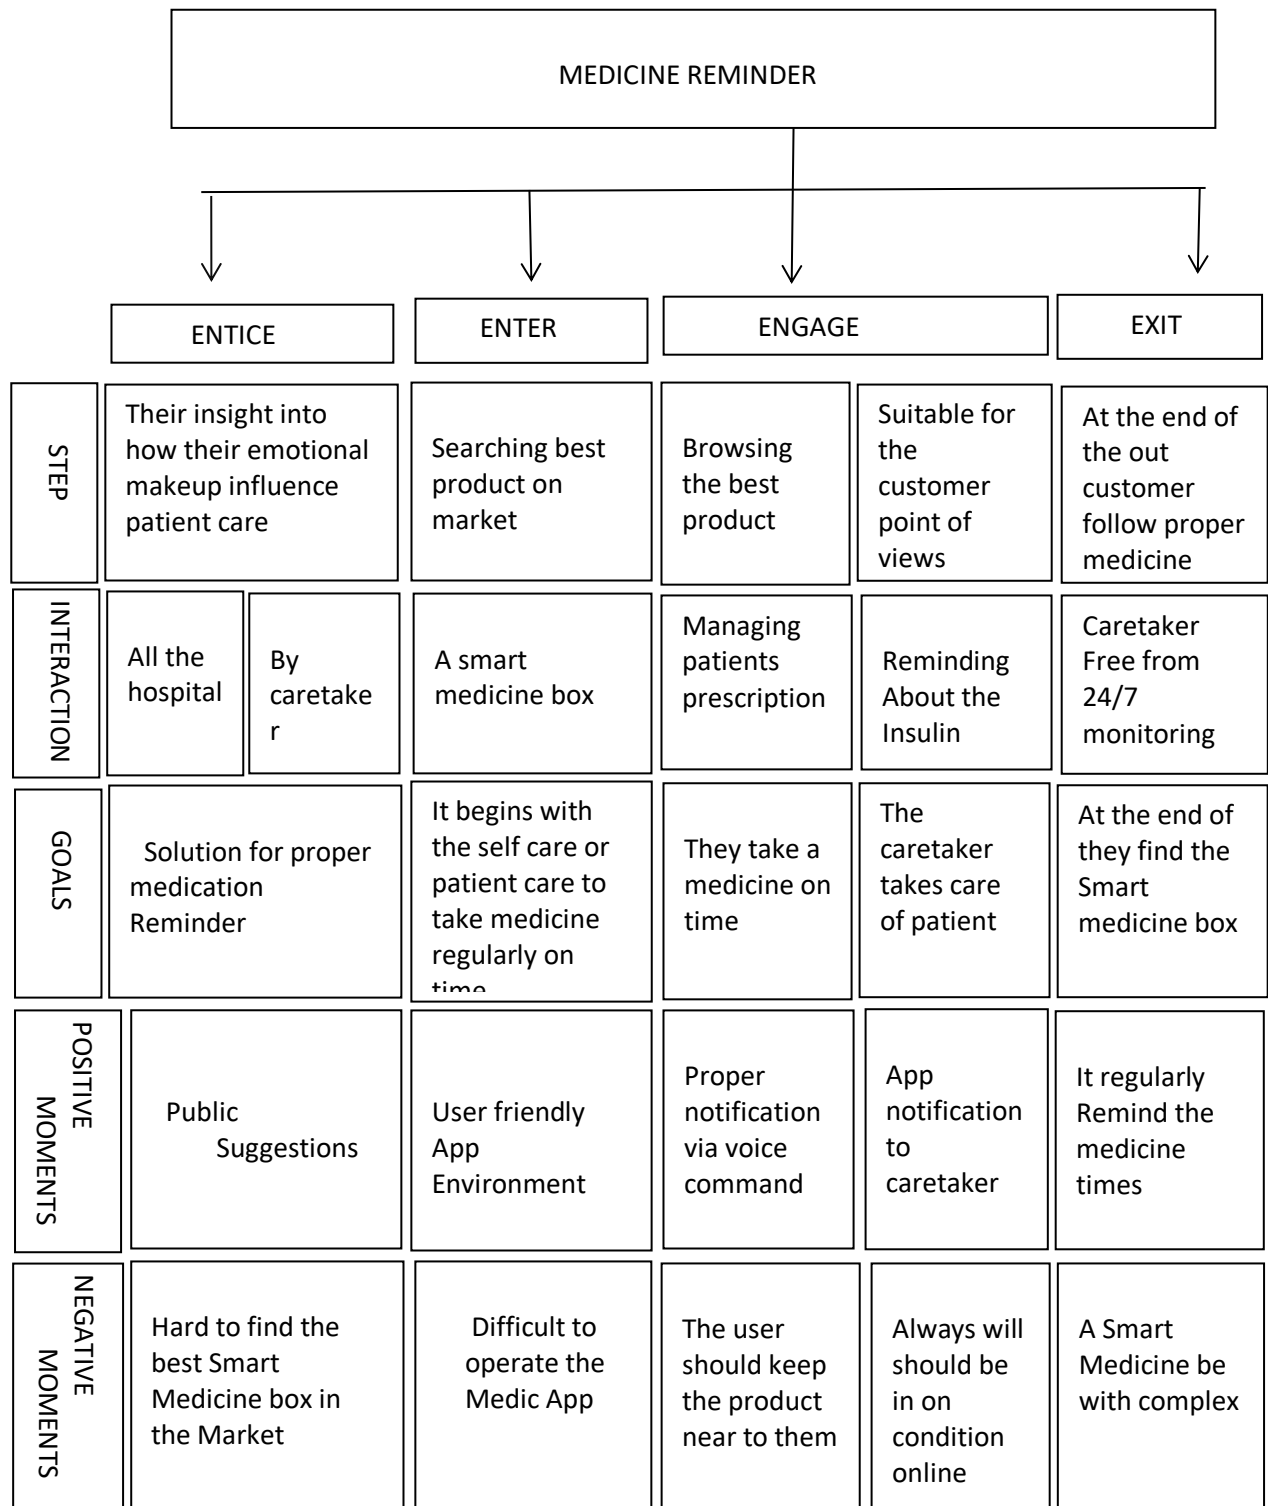 MEDICINE REMINDER
ENTICE
ENTER
ENGAGE
EXIT
STEP
Their insight into
how their emotional
makeup influence
patient care
Searching best
product on
market
Browsing
the best
product
Suitable for
the
customer
point of
views
At the end of
the out
customer
follow proper
medicine
INTERACTION
All the
hospital
By
caretake
r
A smart
medicine box
Managing
patients
prescription
Reminding
About the
Insulin
Caretaker
Free from
24/7
monitoring
GOALS
Solution for proper
medication
Reminder
It begins with
the self care or
patient care to
take medicine
regularly on
time
They take a
medicine on
time
The
caretaker
takes care
of patient
At the end of
they find the
Smart
medicine box
POSITIVE
MOMENTS
Public
Suggestions
User friendly
App
Environment
Proper
notification
via voice
command
App
notification
to
caretaker
It regularly
Remind the
medicine
times
NEGATIVE
MOMENTS
Hard to find the
best Smart
Medicine box in
the Market
Difficult to
operate the
Medic App
The user
should keep
the product
near to them
Always will
should be
in on
condition
online
A Smart
Medicine be
with complex